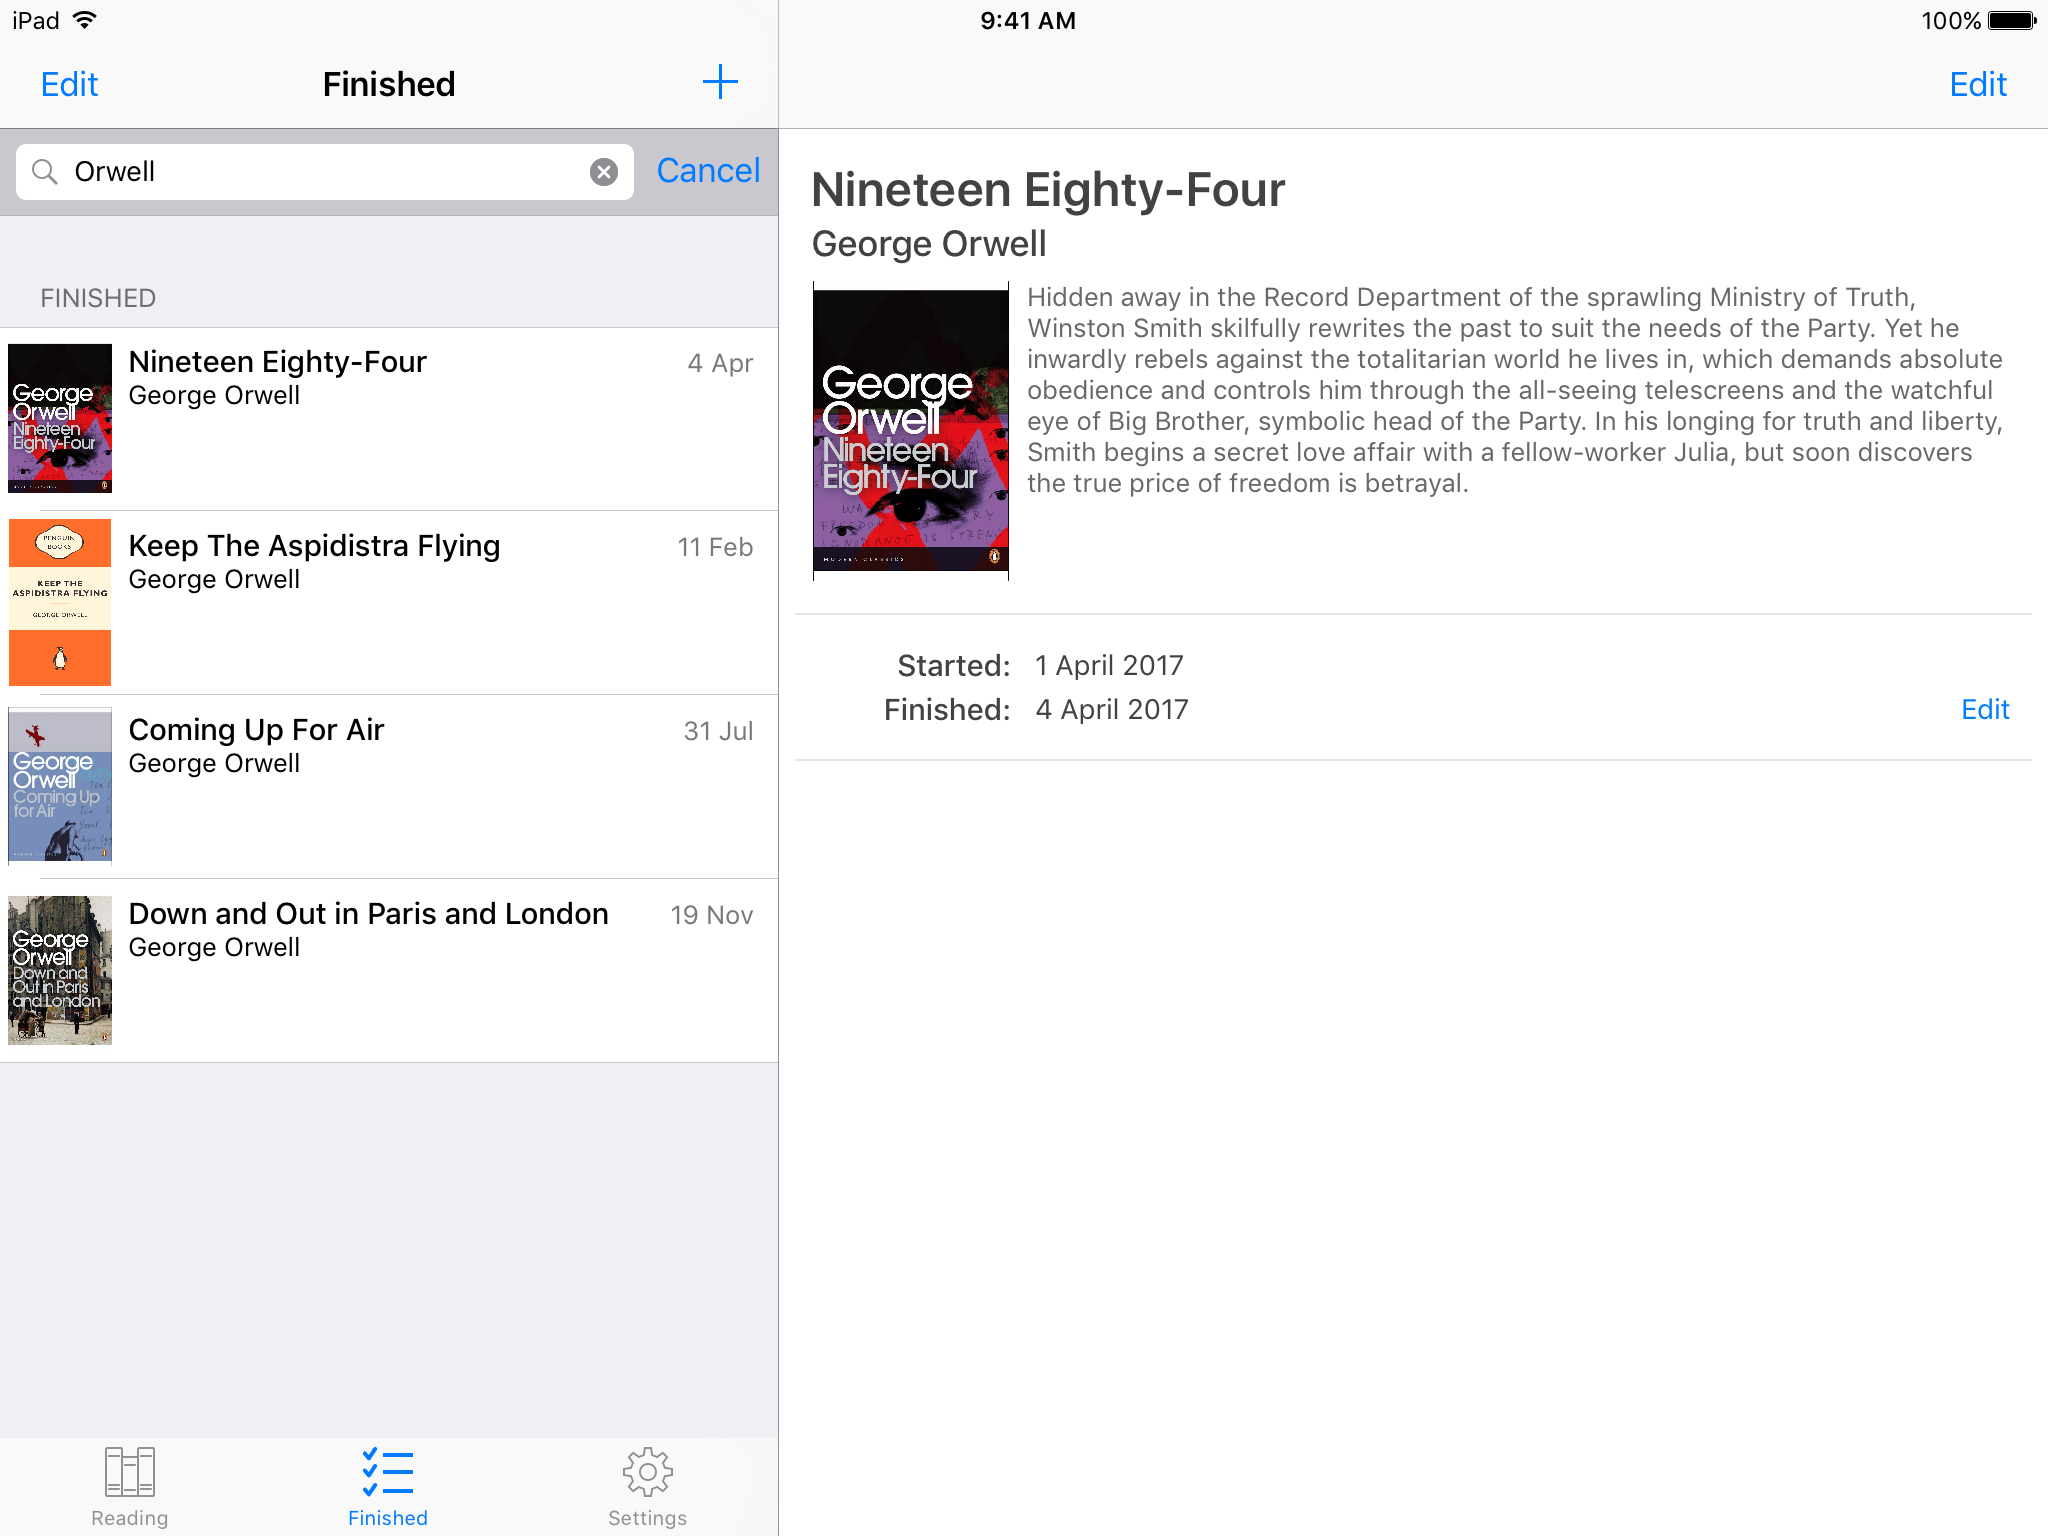 iPad
9:41 AM
100%
Edit
Finished
Edit
Orwell
Cancel
FINISHED
George
Orwell
Nineteen
Eighty-Four
Nineteen Eighty-Four
4 Apr
George Orwell
PENGUIN
BOOKS
KEEP THE
ASPIDISTRA FLYING
GEORGE ORWELL
Keep The Aspidistra Flying
11 Feb
George Orwell
George
Orwell
Coming Up
for Air
Coming Up For Air
31 Jul
George Orwell
George
Orwell
Down and
Out in Paris
and London
Down and Out in Paris and London
19 Nov
George Orwell
Reading
Finished
Settings
Nineteen Eighty-Four
George Orwell
George
Orwell
Nineteen
Eighty-Four
MODERN CLASSICS
Hidden away in the Record Department of the sprawling Ministry of Truth,
Winston Smith skilfully rewrites the past to suit the needs of the Party. Yet he
inwardly rebels against the totalitarian world he lives in, which demands absolute
obedience and controls him through the all-seeing telescreens and the watchful
eye of Big Brother, symbolic head of the Party. In his longing for truth and liberty,
Smith begins a secret love affair with a fellow-worker Julia, but soon discovers
the true price of freedom is betrayal.
Started: 1 April 2017
Finished: 4 April 2017
Edit